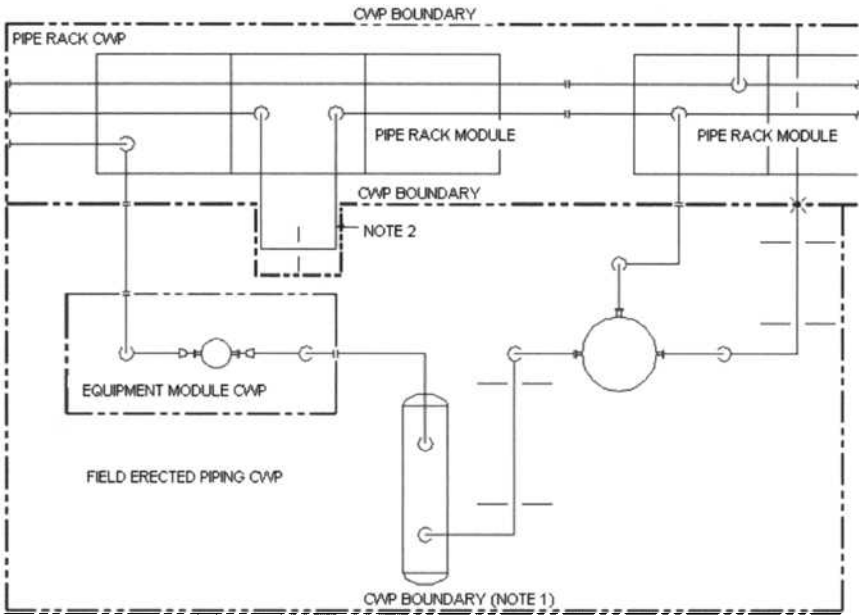 CWP BOUNDARY
PIPE RACK CWP
PIPE RACK MODULE
PIPE RACK MODULE
CWP BOUNDARY
NOTE 2
EQUIPMENT MODULE CWP
FIELD ERECTED PIPING CWP
CWP BOUNDARY (NOTE 1)